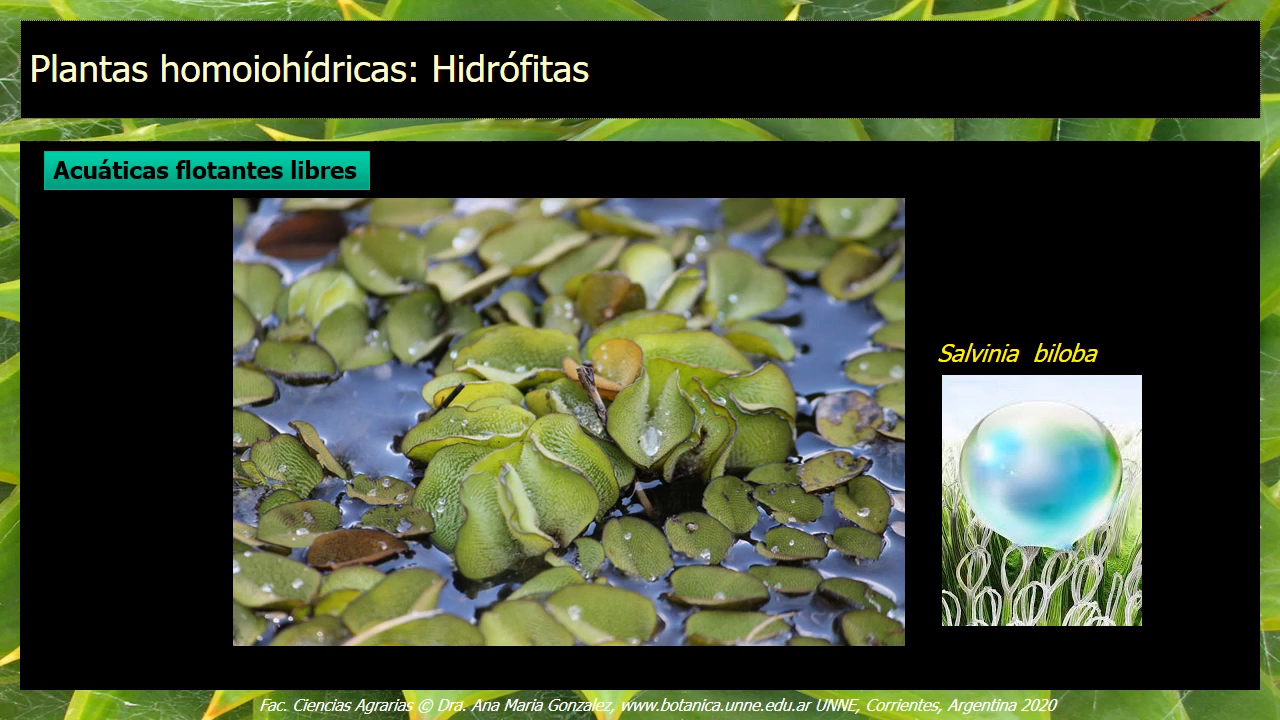 Plantas homoiohídricas: Hidrófitas
Acuáticas flotantes libres
Salvinia biloba
Fac. Ciencias Agrarias © Dra. Ana Maria Gonzalez, www.botanica.unne.edu.ar UNNE, Corrientes, Argentina 2020